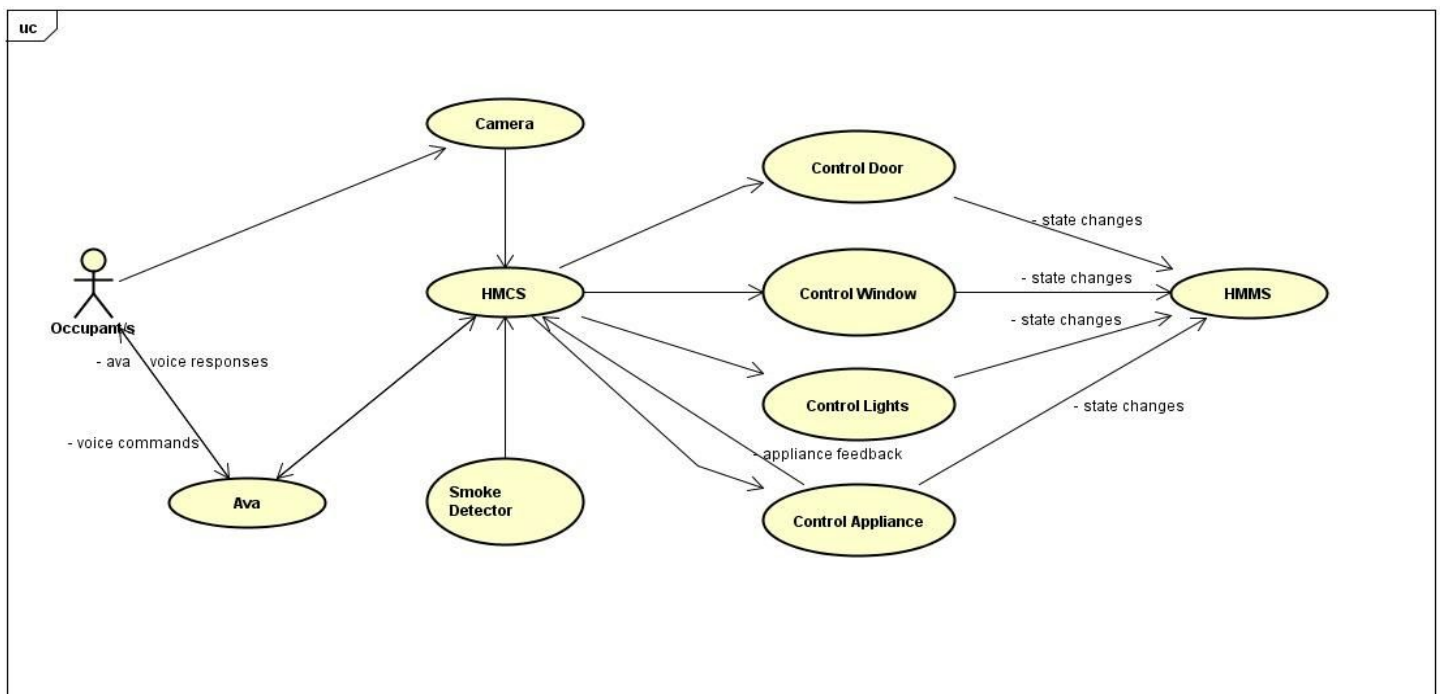 uc
Camera
Control Door
- state changes
HMCS
Control Window
- state changes
HMMS
Occupant/s
- state changes
- ava voice responses
Control Lights
- state changes
- voice commands
- appliance feedback
Ava
Smoke
Detector
Control Appliance